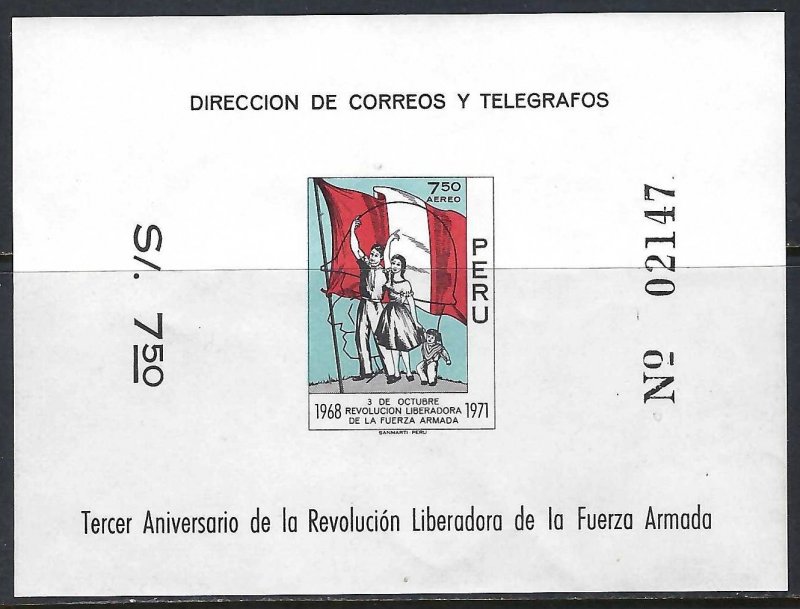 DIRECCION DE CORREOS Y TELEGRAFOS
S/. 7.50
7.50
AEREO
PERU
3 DE OCTUBRE
1968 REVOLUCION LIBERADORA 1971
DE LA FUERZA ARMADA
SANMARTI PERU
Nº 02147
Tercer Aniversario de la Revolución Liberadora de la Fuerza Armada